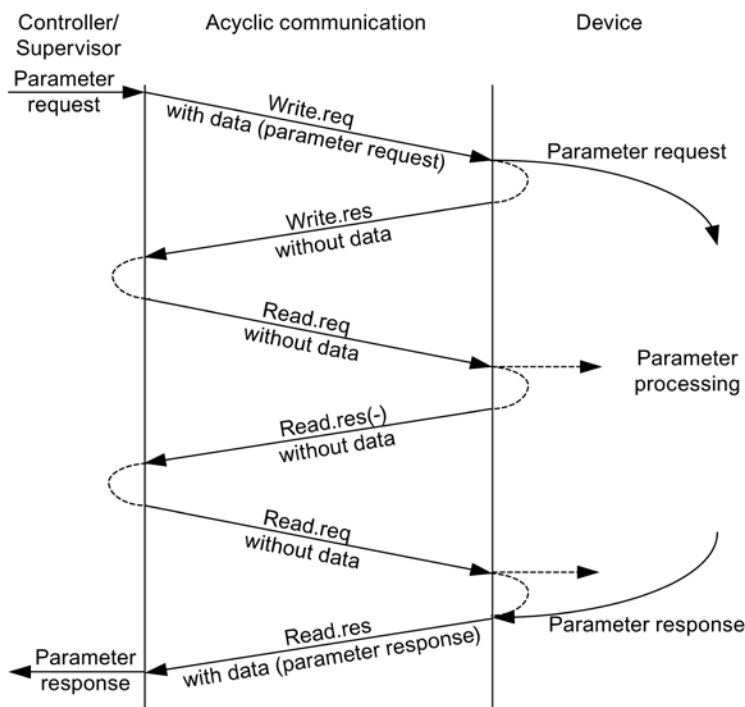 Controller/
Supervisor
Acyclic communication
Device
Parameter
request
Write.req
with data (parameter request)
Parameter request
Write.res
without data
Read.req
without data
Parameter
processing
Read.res(-)
without data
Read.req
without data
Parameter response
Read.res
with data (parameter response)
Parameter
response